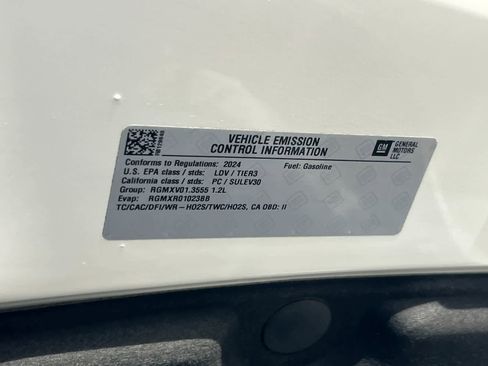 VEHICLE EMISSION
CONTROL INFORMATION
GM
GENERAL
MOTORS
LLC.
Conforms to Regulations: 2024
Fuel: Gasoline
U.S. EPA class / stds: LDV / TIER3
California class / stds: PC / SULEV30
Group: RGMXV01.3555 1.2L
Evap: RGMXR0102388
TC/CAC/DFI/WR-HO2S/TWC/HO2S, CA OBD: II